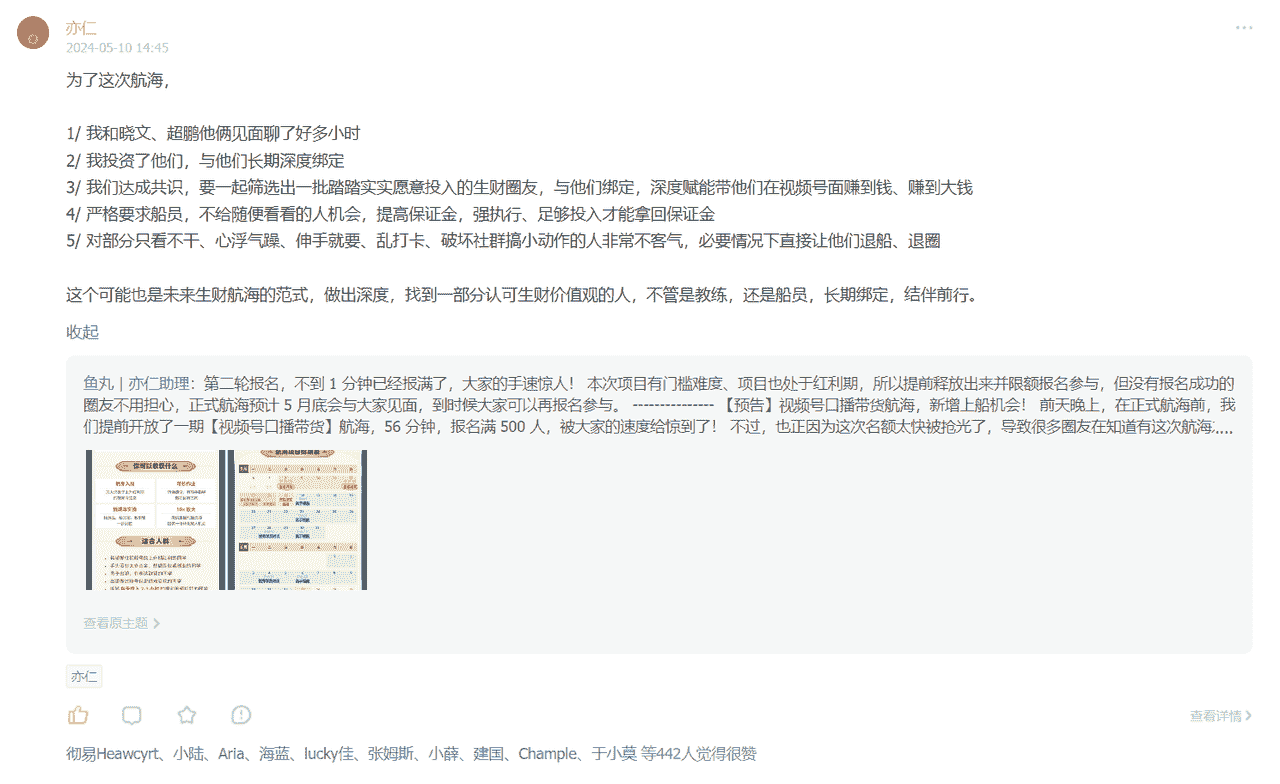 亦仁
2024-05-10 14:45
为了这次航海，
1/ 我和晓文、超鹏他俩见面聊了好多小时
2/ 我投资了他们，与他们长期深度绑定
3/ 我们达成共识，要一起筛选出一批踏踏实实愿意投入的生财圈友，与他们绑定，深度赋能带他们在视频号面赚到钱、赚到大钱
4/ 严格要求船员，不给随便看看的人机会，提高保证金，强执行、足够投入才能拿回保证金
5/ 对部分只看不干、心浮气躁、伸手就要、乱打卡、破坏社群搞小动作的人非常不客气，必要情况下直接让他们退船、退圈
这个可能也是未来生财航海的范式，做出深度，找到一部分认可生财价值观的人，不管是教练，还是船员，长期绑定，结伴前行。
收起
鱼丸｜亦仁助理：第二轮报名，不到 1 分钟已经报满了，大家的手速惊人！ 本次项目有门槛难度、项目也处于红利期，所以提前释放出来并限额报名参与，但没有报名成功的
圈友不用担心，正式航海预计 5 月底会与大家见面，到时候大家可以再报名参与。 --------------- 【预告】视频号口播带货航海，新增上船机会！ 前天晚上，在正式航海前，我
们提前开放了一期【视频号口播带货】航海，56 分钟，报名满 500 人，被大家的速度给惊到了！ 不过，也正因为这次名额太快被抢光了，导致很多圈友在知道有这次航海....
你可以收获什么
适合人群
查看原主题
亦仁
查看详情
彻易Heawcyrt、小陆、Aria、海蓝、lucky佳、张姆斯、小薛、建国、Chample、于小蓂 等442人觉得很赞